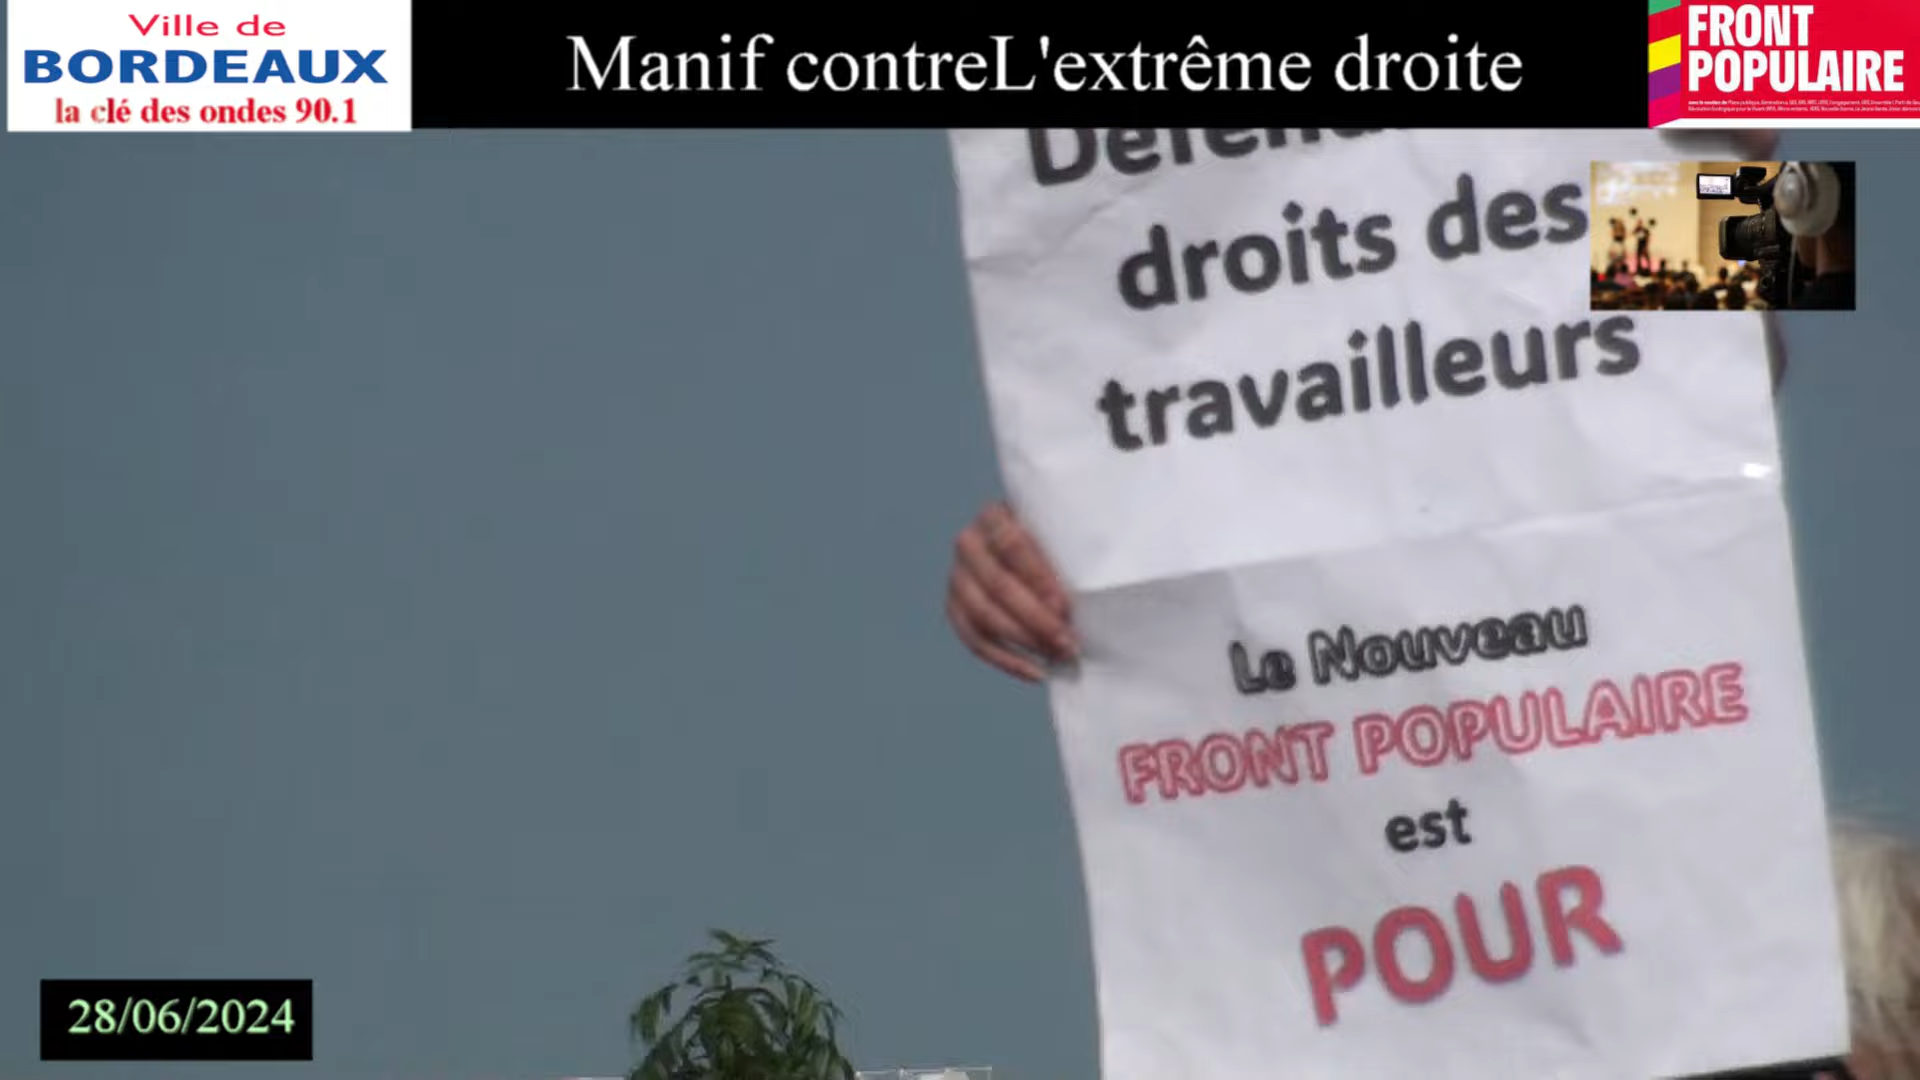 Ville de
BORDEAUX
la clé des ondes 90.1
Manif contreL'extrême droite
FRONT
POPULAIRE
droits des
travailleurs
Le Nouveau
FRONT POPULAIRE
est
POUR
28/06/2024